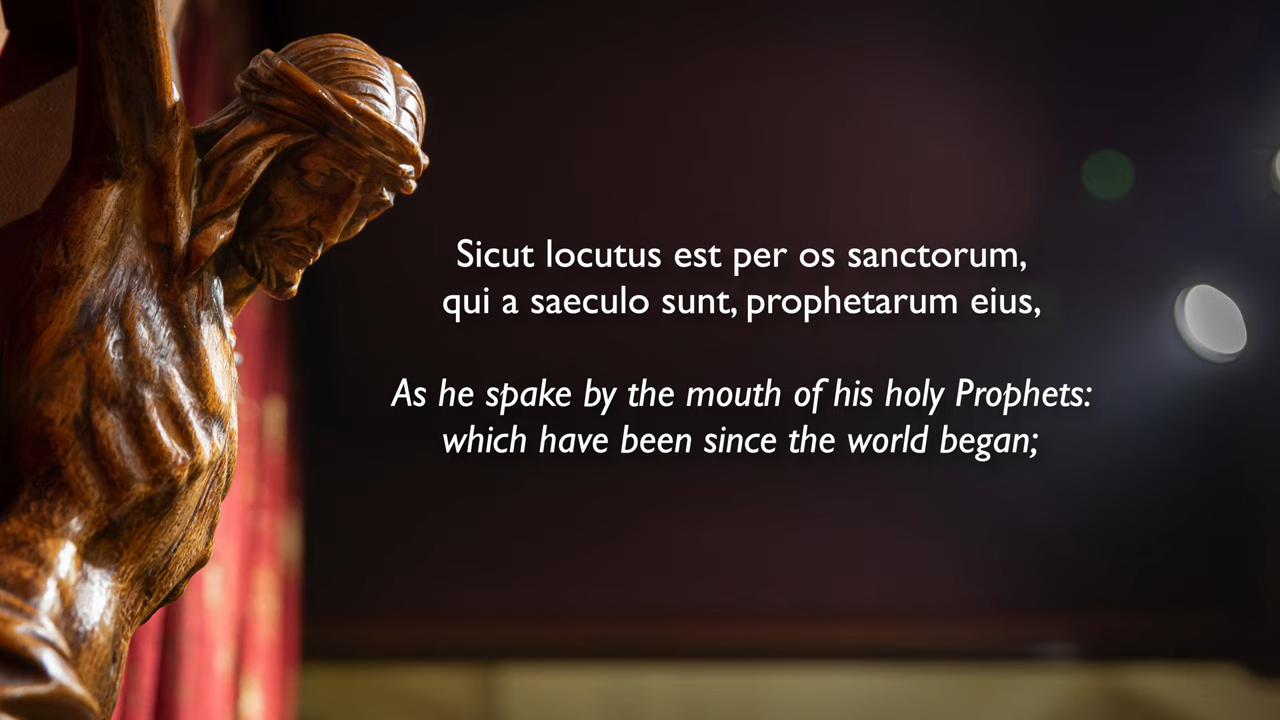 Sicut locutus est per os sanctorum,
qui a saeculo sunt, prophetarum eius,
As he spake by the mouth of his holy Prophets:
which have been since the world began;